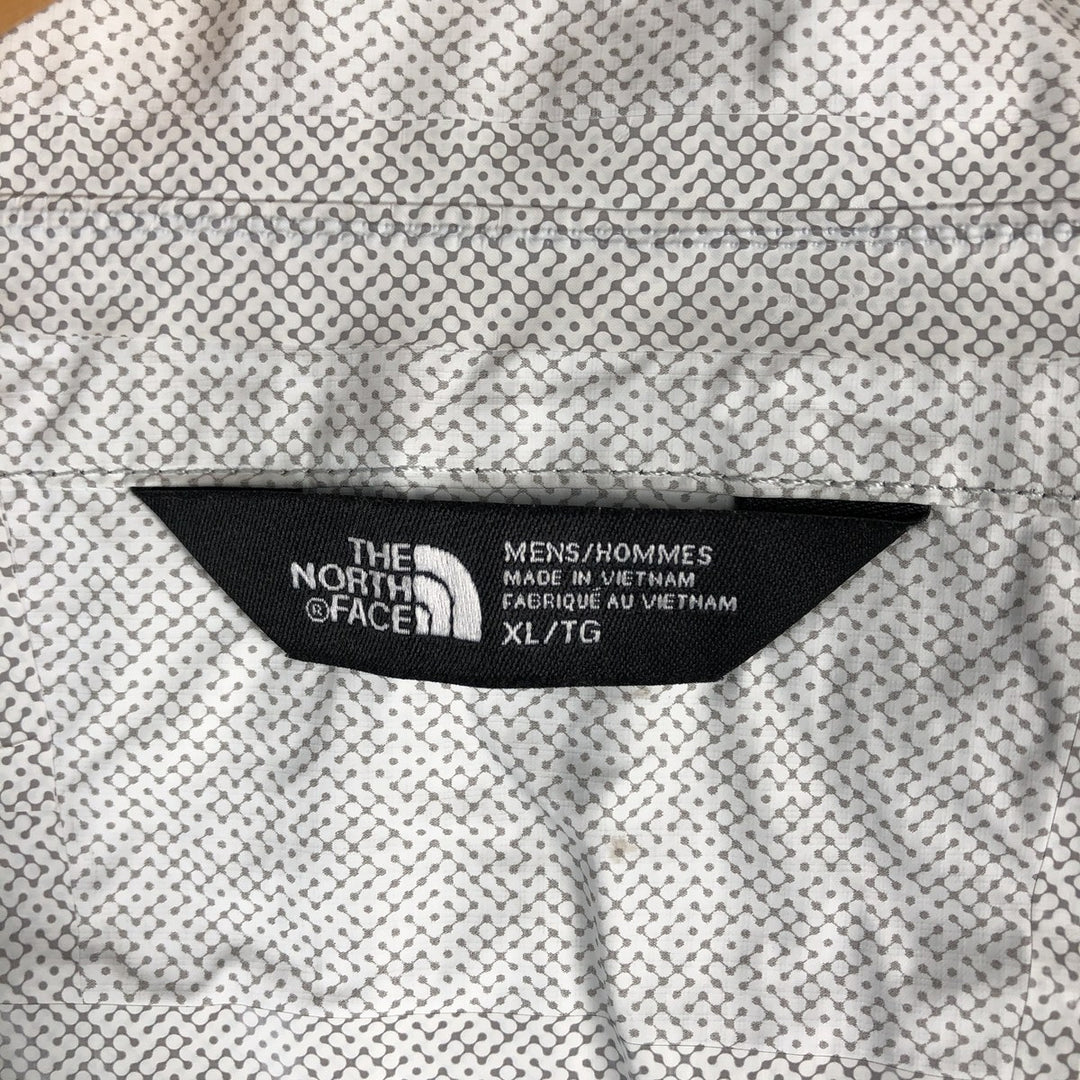 THE
NORTH
®FACE
MENS/HOMMES
MADE IN VIETNAM
FABRIQUÉ AU VIETNAM
XL/TG